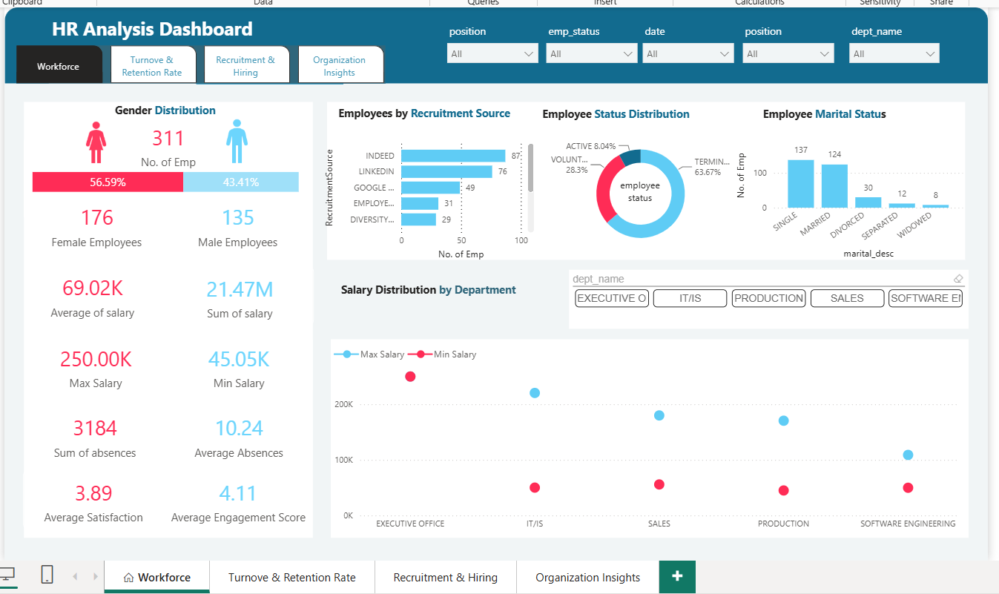 Clipboard
Data
Queries
Insert
Calculations
Sensitivity
Share
HR Analysis Dashboard
position
emp_status
date
position
dept_name
All
All
All
All
All
Workforce
Turnove &
Retention Rate
Recruitment &
Hiring
Organization
Insights
Gender Distribution
311
No. of Emp
56.59%
43.41%
176
Female Employees
135
Male Employees
69.02K
Average of salary
21.47M
Sum of salary
250.00K
Max Salary
45.05K
Min Salary
3184
Sum of absences
10.24
Average Absences
3.89
Average Satisfaction
4.11
Average Engagement Score
Employees by Recruitment Source
RecruitmentSource
INDEED
87
LINKEDIN
76
GOOGLE ...
49
EMPLOYE...
31
DIVERSITY...
29
0
50
100
No. of Emp
Employee Status Distribution
ACTIVE 8.04%
VOLUNT...
28.3%
TERMIN...
63.67%
employee
status
Employee Marital Status
No. of Emp
100
0
137
124
30
12
8
SINGLE
MARRIED
DIVORCED
SEPARATED
WIDOWED
marital_desc
Salary Distribution by Department
dept_name
EXECUTIVE O
IT/IS
PRODUCTION
SALES
SOFTWARE EN
Max Salary
Min Salary
200K
100K
0K
EXECUTIVE OFFICE
IT/IS
SALES
PRODUCTION
SOFTWARE ENGINEERING
Workforce
Turnove & Retention Rate
Recruitment & Hiring
Organization Insights
+